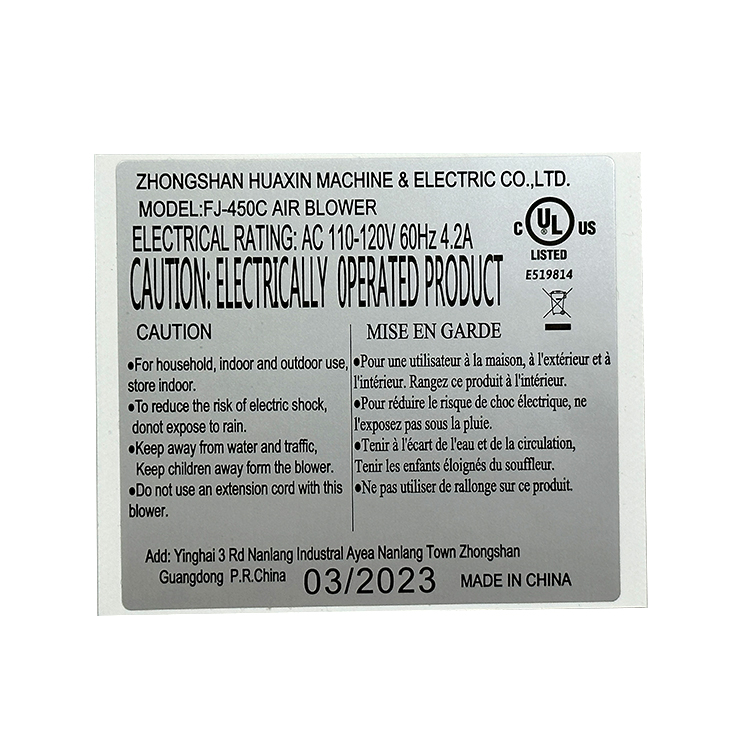 ZHONGSHAN HUAXIN MACHINE & ELECTRIC CO.,LTD.
MODEL:FJ-450C AIR BLOWER
ELECTRICAL RATING: AC 110-120V 60Hz 4.2A
C UL US
®
LISTED
E519814
CAUTION: ELECTRICALLY OPERATED PRODUCT
CAUTION
●For household, indoor and outdoor use,
store indoor.
●To reduce the risk of electric shock,
donot expose to rain.
●Keep away from water and traffic,
Keep children away form the blower.
●Do not use an extension cord with this
blower.
MISE EN GARDE
●Pour une utilisateur à la maison, à l'extérieur et à
l'intérieur. Rangez ce produit à l'intérieur.
●Pour réduire le risque de choc électrique, ne
l'exposez pas sous la pluie.
●Tenir à l'écart de l'eau et de la circulation,
Tenir les enfants éloignés du souffleur.
●Ne pas utiliser de rallonge sur ce produit.
Add: Yinghai 3 Rd Nanlang Industral Ayea Nanlang Town Zhongshan
Guangdong P.R.China 03/2023 MADE IN CHINA